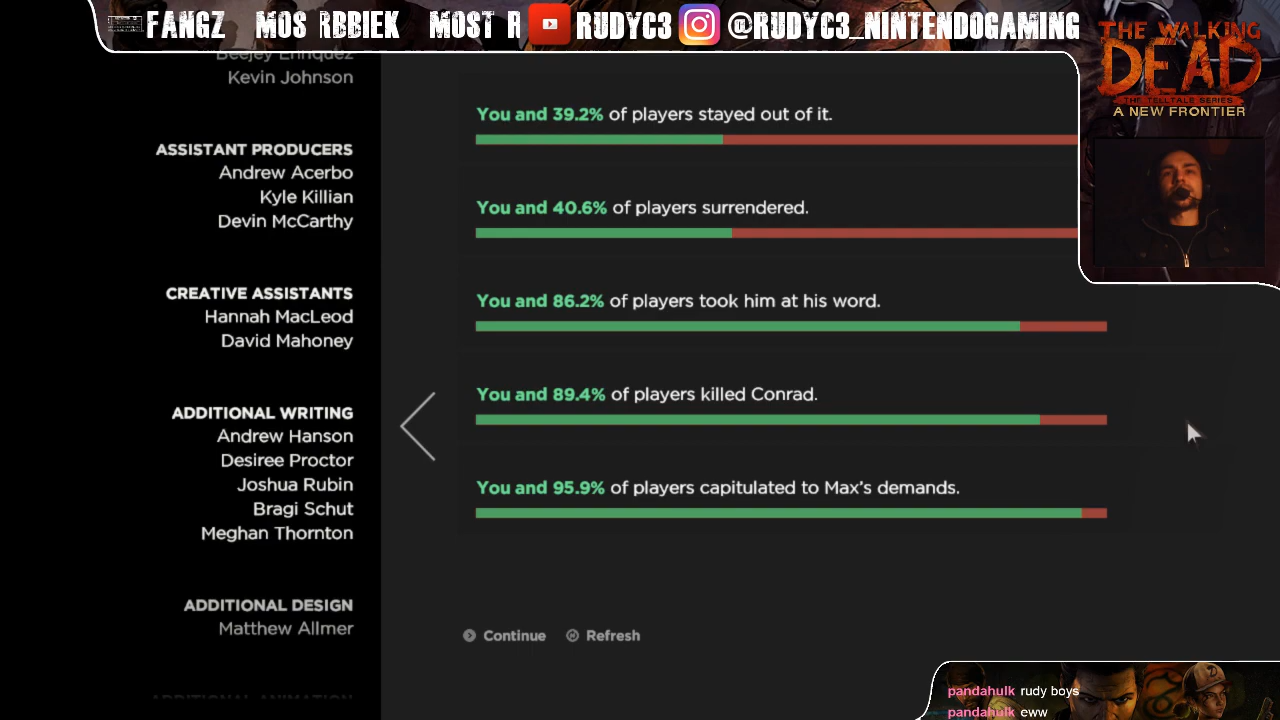 FANGZ MOS RBBIEK MOST R RUDYC3 @RUDYC3_NINTENDOGAMING
THE WALKING
DEAD
THE TELLTALE SERIES
A NEW FRONTIER
Beejey Enriquez
Kevin Johnson
ASSISTANT PRODUCERS
Andrew Acerbo
Kyle Killian
Devin McCarthy
CREATIVE ASSISTANTS
Hannah MacLeod
David Mahoney
ADDITIONAL WRITING
Andrew Hanson
Desiree Proctor
Joshua Rubin
Bragi Schut
Meghan Thornton
ADDITIONAL DESIGN
Matthew Allmer
ADDITIONAL ANIMATION
You and 39.2% of players stayed out of it.
You and 40.6% of players surrendered.
You and 86.2% of players took him at his word.
You and 89.4% of players killed Conrad.
You and 95.9% of players capitulated to Max's demands.
Continue Refresh
pandahulk rudy boys
pandahulk eww